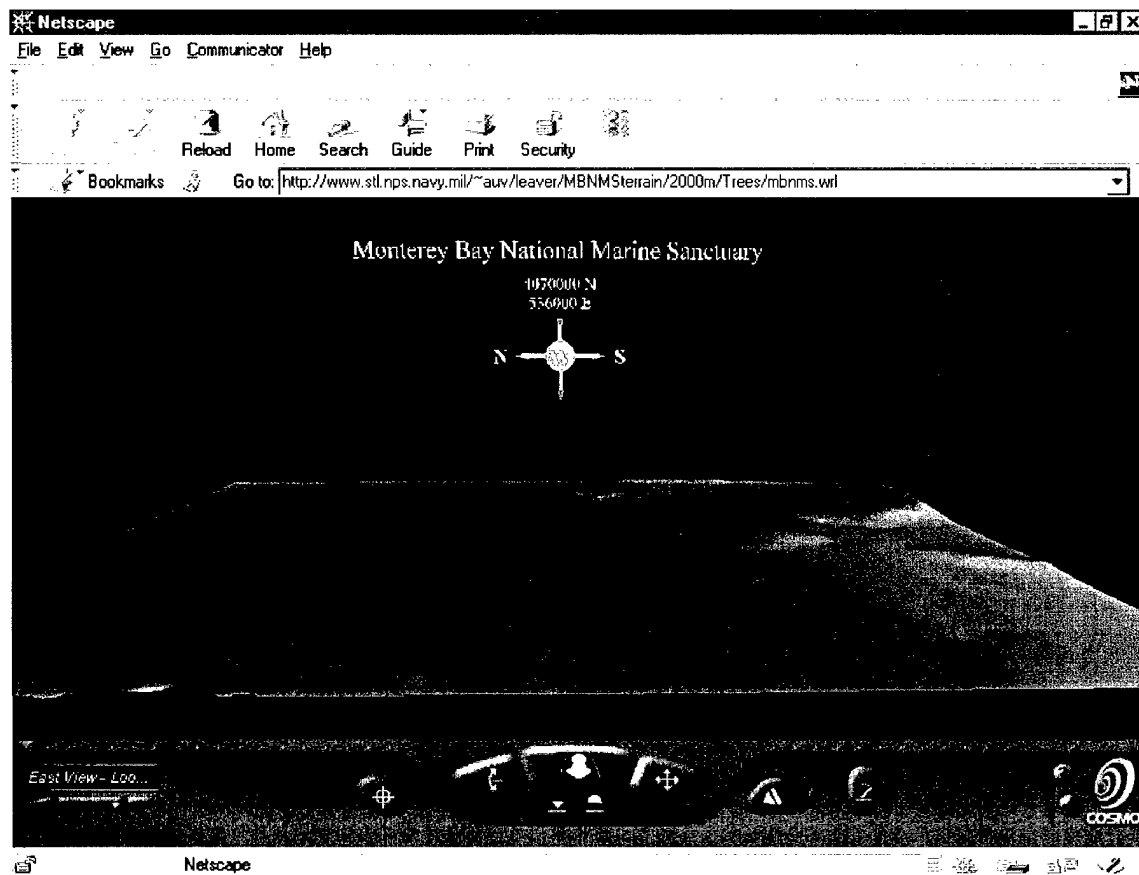 Netscape
File Edit View Go Communicator Help
Reload Home Search Guide Print Security
Bookmarks Go to: http://www.stl.nps.navy.mil/~auv/leaver/MBNMSterrain/2000m/Trees/mbnms.wrl
Monterey Bay National Marine Sanctuary
4070000 N
536000 E
N S
East View - Loo...
COSMO
Netscape